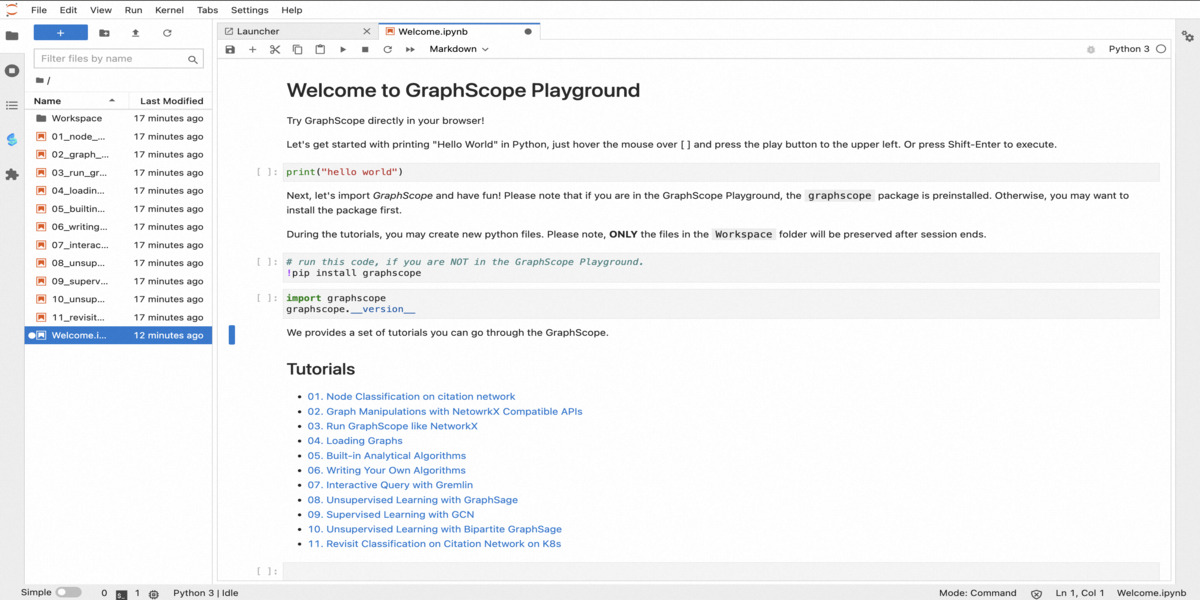 File Edit View Run Kernel Tabs Settings Help
Launcher
Welcome.ipynb
Filter files by name
Markdown
Python 3
/
Name Last Modified
Workspace 17 minutes ago
01_node_... 17 minutes ago
02_graph_... 17 minutes ago
03_run_gr... 17 minutes ago
04_loadin... 17 minutes ago
05_builtin... 17 minutes ago
06_writing... 17 minutes ago
07_interac... 17 minutes ago
08_unsup... 17 minutes ago
09_superv... 17 minutes ago
10_unsup... 17 minutes ago
11_revisit... 17 minutes ago
Welcome.i... 12 minutes ago
Welcome to GraphScope Playground
Try GraphScope directly in your browser!
Let's get started with printing "Hello World" in Python, just hover the mouse over [ ] and press the play button to the upper left. Or press Shift-Enter to execute.
[ ]: print("hello world")
Next, let's import GraphScope and have fun! Please note that if you are in the GraphScope Playground, the graphscope package is preinstalled. Otherwise, you may want to
install the package first.
During the tutorials, you may create new python files. Please note, ONLY the files in the Workspace folder will be preserved after session ends.
[ ]: # run this code, if you are NOT in the GraphScope Playground.
!pip install graphscope
[ ]: import graphscope
graphscope.__version__
We provides a set of tutorials you can go through the GraphScope.
Tutorials
• 01. Node Classification on citation network
• 02. Graph Manipulations with NetowrkX Compatible APIs
• 03. Run GraphScope like NetworkX
• 04. Loading Graphs
• 05. Built-in Analytical Algorithms
• 06. Writing Your Own Algorithms
• 07. Interactive Query with Gremlin
• 08. Unsupervised Learning with GraphSage
• 09. Supervised Learning with GCN
• 10. Unsupervised Learning with Bipartite GraphSage
• 11. Revisit Classification on Citation Network on K8s
[ ]:
Simple 0 1 Python 3 | Idle Mode: Command Ln 1, Col 1 Welcome.ipynb